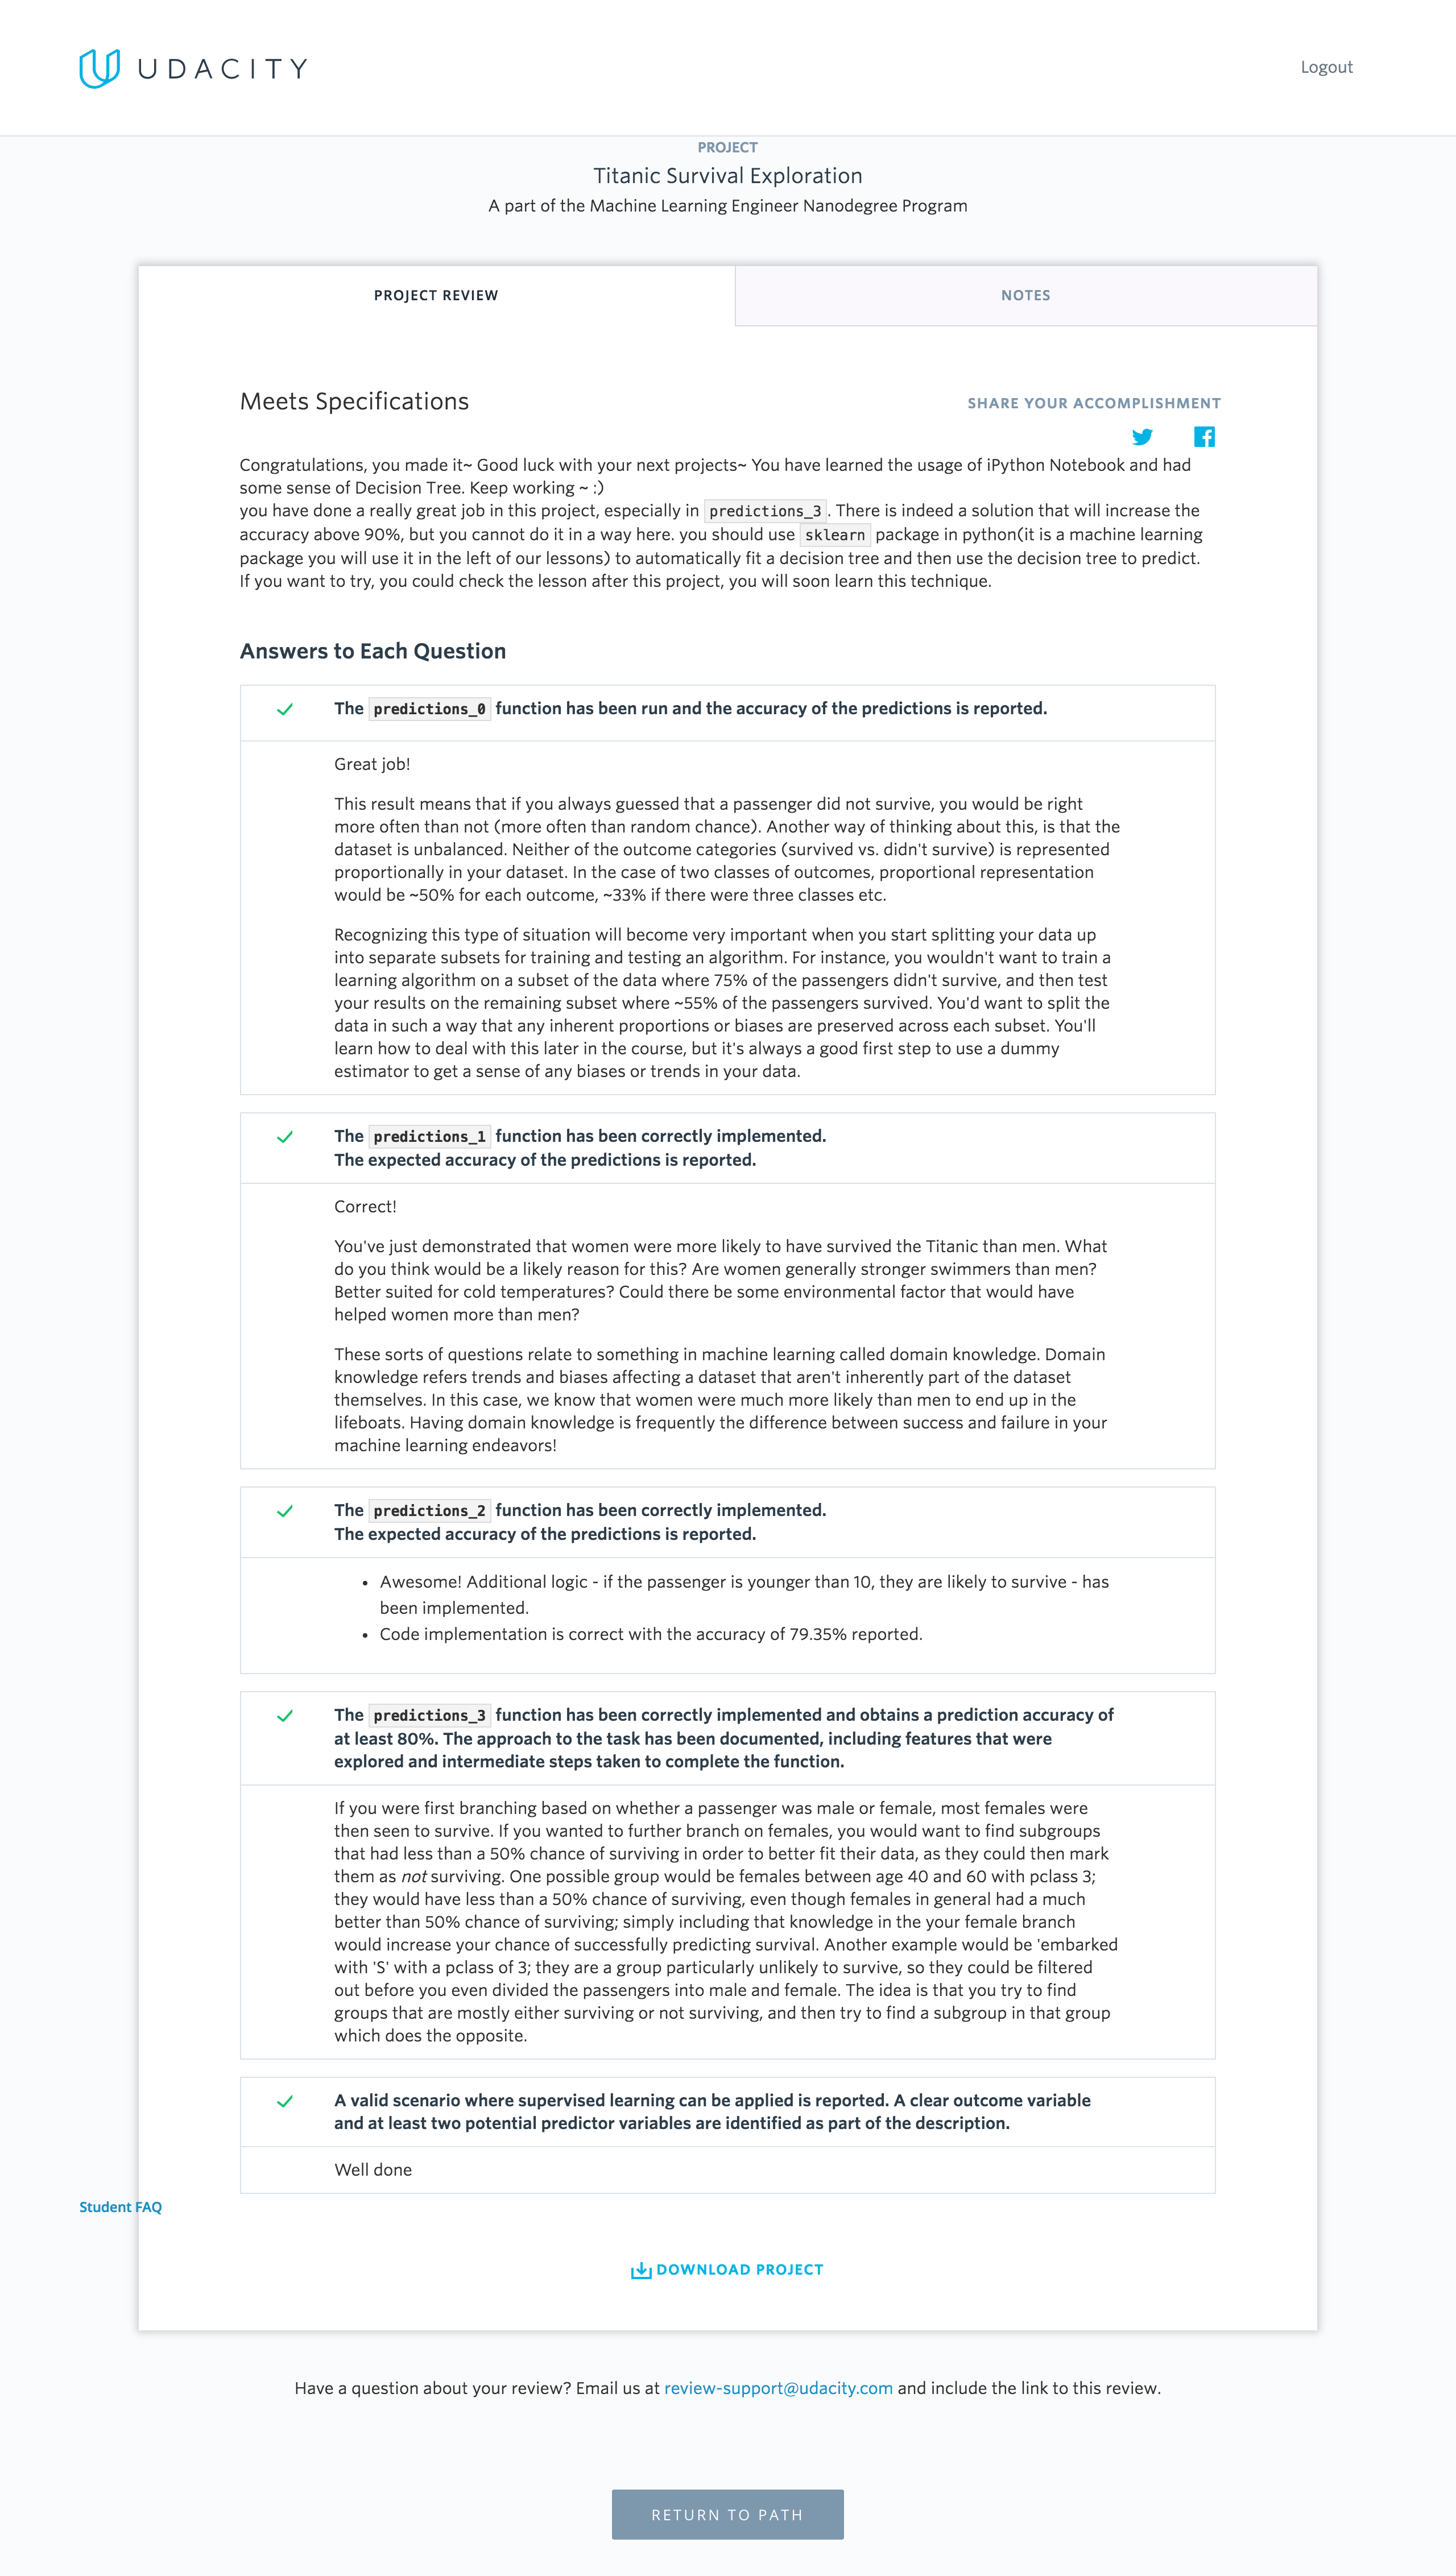 UDACITY
Logout
PROJECT
Titanic Survival Exploration
A part of the Machine Learning Engineer Nanodegree Program
PROJECT REVIEW
NOTES
Meets Specifications
SHARE YOUR ACCOMPLISHMENT
Congratulations, you made it~ Good luck with your next projects~ You have learned the usage of iPython Notebook and had
some sense of Decision Tree. Keep working ~ :)
you have done a really great job in this project, especially in predictions_3. There is indeed a solution that will increase the
accuracy above 90%, but you cannot do it in a way here. you should use sklearn package in python(it is a machine learning
package you will use it in the left of our lessons) to automatically fit a decision tree and then use the decision tree to predict.
If you want to try, you could check the lesson after this project, you will soon learn this technique.
Answers to Each Question
The predictions_0 function has been run and the accuracy of the predictions is reported.
Great job!
This result means that if you always guessed that a passenger did not survive, you would be right
more often than not (more often than random chance). Another way of thinking about this, is that the
dataset is unbalanced. Neither of the outcome categories (survived vs. didn't survive) is represented
proportionally in your dataset. In the case of two classes of outcomes, proportional representation
would be ~50% for each outcome, ~33% if there were three classes etc.
Recognizing this type of situation will become very important when you start splitting your data up
into separate subsets for training and testing an algorithm. For instance, you wouldn't want to train a
learning algorithm on a subset of the data where 75% of the passengers didn't survive, and then test
your results on the remaining subset where ~55% of the passengers survived. You'd want to split the
data in such a way that any inherent proportions or biases are preserved across each subset. You'll
learn how to deal with this later in the course, but it's always a good first step to use a dummy
estimator to get a sense of any biases or trends in your data.
The predictions_1 function has been correctly implemented.
The expected accuracy of the predictions is reported.
Correct!
You've just demonstrated that women were more likely to have survived the Titanic than men. What
do you think would be a likely reason for this? Are women generally stronger swimmers than men?
Better suited for cold temperatures? Could there be some environmental factor that would have
helped women more than men?
These sorts of questions relate to something in machine learning called domain knowledge. Domain
knowledge refers trends and biases affecting a dataset that aren't inherently part of the dataset
themselves. In this case, we know that women were much more likely than men to end up in the
lifeboats. Having domain knowledge is frequently the difference between success and failure in your
machine learning endeavors!
The predictions_2 function has been correctly implemented.
The expected accuracy of the predictions is reported.
• Awesome! Additional logic - if the passenger is younger than 10, they are likely to survive - has
been implemented.
• Code implementation is correct with the accuracy of 79.35% reported.
The predictions_3 function has been correctly implemented and obtains a prediction accuracy of
at least 80%. The approach to the task has been documented, including features that were
explored and intermediate steps taken to complete the function.
If you were first branching based on whether a passenger was male or female, most females were
then seen to survive. If you wanted to further branch on females, you would want to find subgroups
that had less than a 50% chance of surviving in order to better fit their data, as they could then mark
them as not surviving. One possible group would be females between age 40 and 60 with pclass 3;
they would have less than a 50% chance of surviving, even though females in general had a much
better than 50% chance of surviving; simply including that knowledge in the your female branch
would increase your chance of successfully predicting survival. Another example would be 'embarked
with 'S' with a pclass of 3; they are a group particularly unlikely to survive, so they could be filtered
out before you even divided the passengers into male and female. The idea is that you try to find
groups that are mostly either surviving or not surviving, and then try to find a subgroup in that group
which does the opposite.
A valid scenario where supervised learning can be applied is reported. A clear outcome variable
and at least two potential predictor variables are identified as part of the description.
Well done
Student FAQ
DOWNLOAD PROJECT
Have a question about your review? Email us at review-support@udacity.com and include the link to this review.
RETURN TO PATH